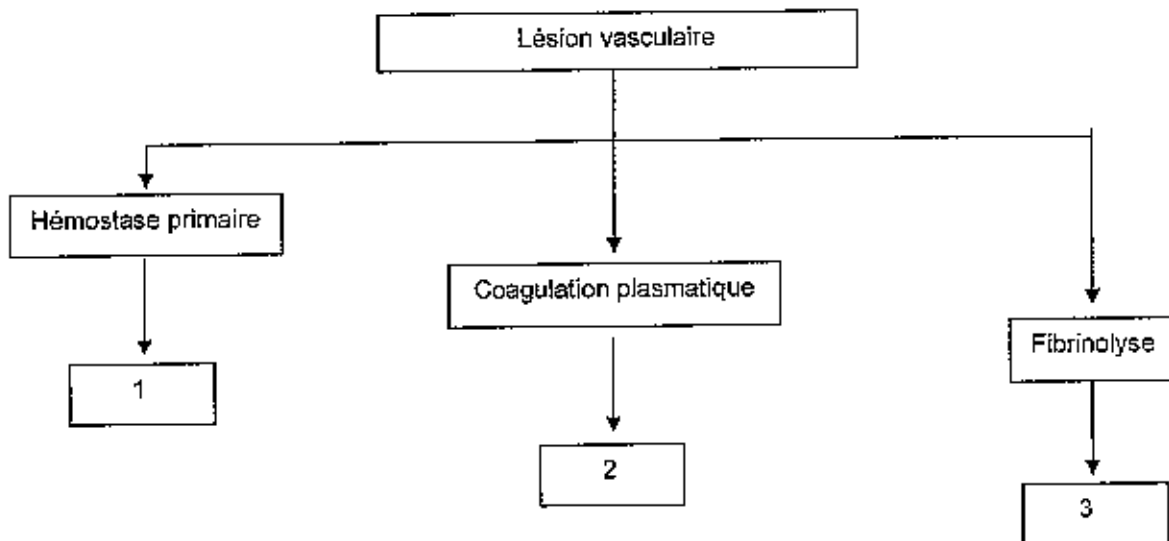 Lésion vasculaire
Hémostase primaire
Coagulation plasmatique
Fibrinolyse
1
2
3